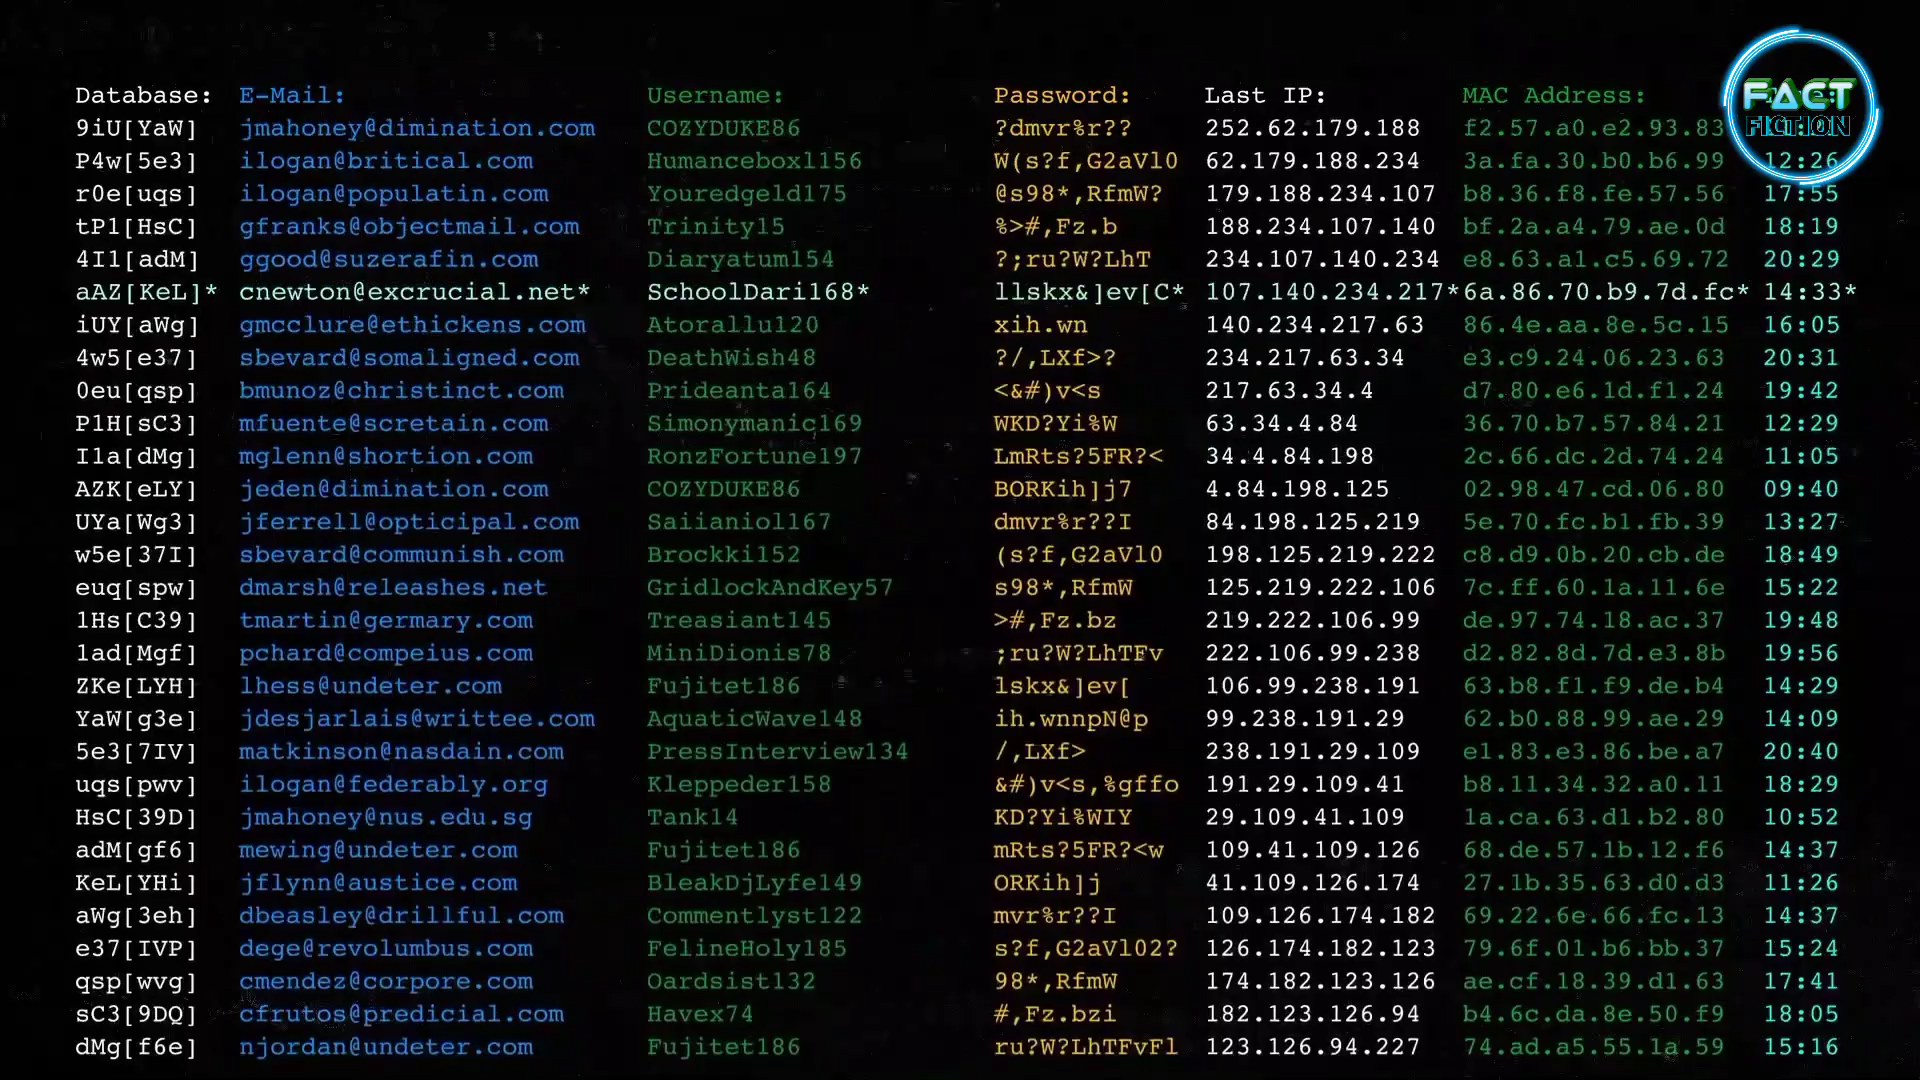 Database: E-Mail: Username: Password: Last IP: MAC Address:
FACT
FICTION
9iU[YaW] jmahoney@dimination.com COZYDUKE86 ?dmvr%r?? 252.62.179.188 f2.57.a0.e2.93.83
P4w[5e3] ilogan@britical.com Humancebox1156 W(s?f,G2aVl0 62.179.188.234 3a.fa.30.b0.b6.99 12:26
r0e[uqs] ilogan@populatin.com Youredgeld175 @s98*,RfmW? 179.188.234.107 b8.36.f8.fe.57.56 17:55
tP1[HsC] gfranks@objectmail.com Trinity15 %>#,Fz.b 188.234.107.140 bf.2a.a4.79.ae.0d 18:19
4I1[adM] ggood@suzerafin.com Diaryatum154 ?;ru?W?LhT 234.107.140.234 e8.63.a1.c5.69.72 20:29
aAZ[KeL]* cnewton@excrucial.net* SchoolDari168* llskx&]ev[C* 107.140.234.217* 6a.86.70.b9.7d.fc* 14:33*
iUY[aWg] gmcclure@ethickens.com Atorallu120 xih.wn 140.234.217.63 86.4e.aa.8e.5c.15 16:05
4w5[e37] sbevard@somaligned.com DeathWish48 ?/,LXf>? 234.217.63.34 e3.c9.24.06.23.63 20:31
0eu[qsp] bmunoz@christinct.com Prideanta164 <&#)v<s 217.63.34.4 d7.80.e6.1d.f1.24 19:42
P1H[sC3] mfuente@scretain.com Simonymanic169 WKD?Yi%W 63.34.4.84 36.70.b7.57.84.21 12:29
I1a[dMg] mglenn@shortion.com RonzFortune197 LmRts?5FR?< 34.4.84.198 2c.66.dc.2d.74.24 11:05
AZK[eLY] jeden@dimination.com COZYDUKE86 BORKih]j7 4.84.198.125 02.98.47.cd.06.80 09:40
UYa[Wg3] jferrell@opticipal.com Saiianiol167 dmvr%r??I 84.198.125.219 5e.70.fc.b1.fb.39 13:27
w5e[37I] sbevard@communish.com Brockki152 (s?f,G2aVl0 198.125.219.222 c8.d9.0b.20.cb.de 18:49
euq[spw] dmarsh@releashes.net GridlockAndKey57 s98*,RfmW 125.219.222.106 7c.ff.60.1a.11.6e 15:22
1Hs[C39] tmartin@germary.com Treasiant145 >#,Fz.bz 219.222.106.99 de.97.74.18.ac.37 19:48
1ad[Mgf] pchard@compeius.com MiniDionis78 ;ru?W?LhTFv 222.106.99.238 d2.82.8d.7d.e3.8b 19:56
ZKe[LYH] lhess@undeter.com Fujitet186 lskx&]ev[ 106.99.238.191 63.b8.f1.f9.de.b4 14:29
YaW[g3e] jdesjarlais@writtee.com AquaticWave148 ih.wnnpN@p 99.238.191.29 62.b0.88.99.ae.29 14:09
5e3[7IV] matkinson@nasdain.com PressInterview134 /,LXf> 238.191.29.109 e1.83.e3.86.be.a7 20:40
uqs[pwv] ilogan@federably.org Kleppeder158 &#)v<s,%gffo 191.29.109.41 b8.11.34.32.a0.11 18:29
HsC[39D] jmahoney@nus.edu.sg Tank14 KD?Yi%WIY 29.109.41.109 1a.ca.63.d1.b2.80 10:52
adM[gf6] mewing@undeter.com Fujitet186 mRts?5FR?<w 109.41.109.126 68.de.57.1b.12.f6 14:37
KeL[YHi] jflynn@austice.com BleakDjLyfe149 ORKih]j 41.109.126.174 27.1b.35.63.d0.d3 11:26
aWg[3eh] dbeasley@drillful.com Commentlyst122 mvr%r??I 109.126.174.182 69.22.6e.66.fc.13 14:37
e37[IVP] dege@revolumbus.com FelineHoly185 s?f,G2aVl02? 126.174.182.123 79.6f.01.b6.bb.37 15:24
qsp[wvg] cmendez@corpore.com Oardsist132 98*,RfmW 174.182.123.126 ae.cf.18.39.d1.63 17:41
sC3[9DQ] cfrutos@predicial.com Havex74 #,Fz.bzi 182.123.126.94 b4.6c.da.8e.50.f9 18:05
dMg[f6e] njordan@undeter.com Fujitet186 ru?W?LhTFvFl 123.126.94.227 74.ad.a5.55.1a.59 15:16